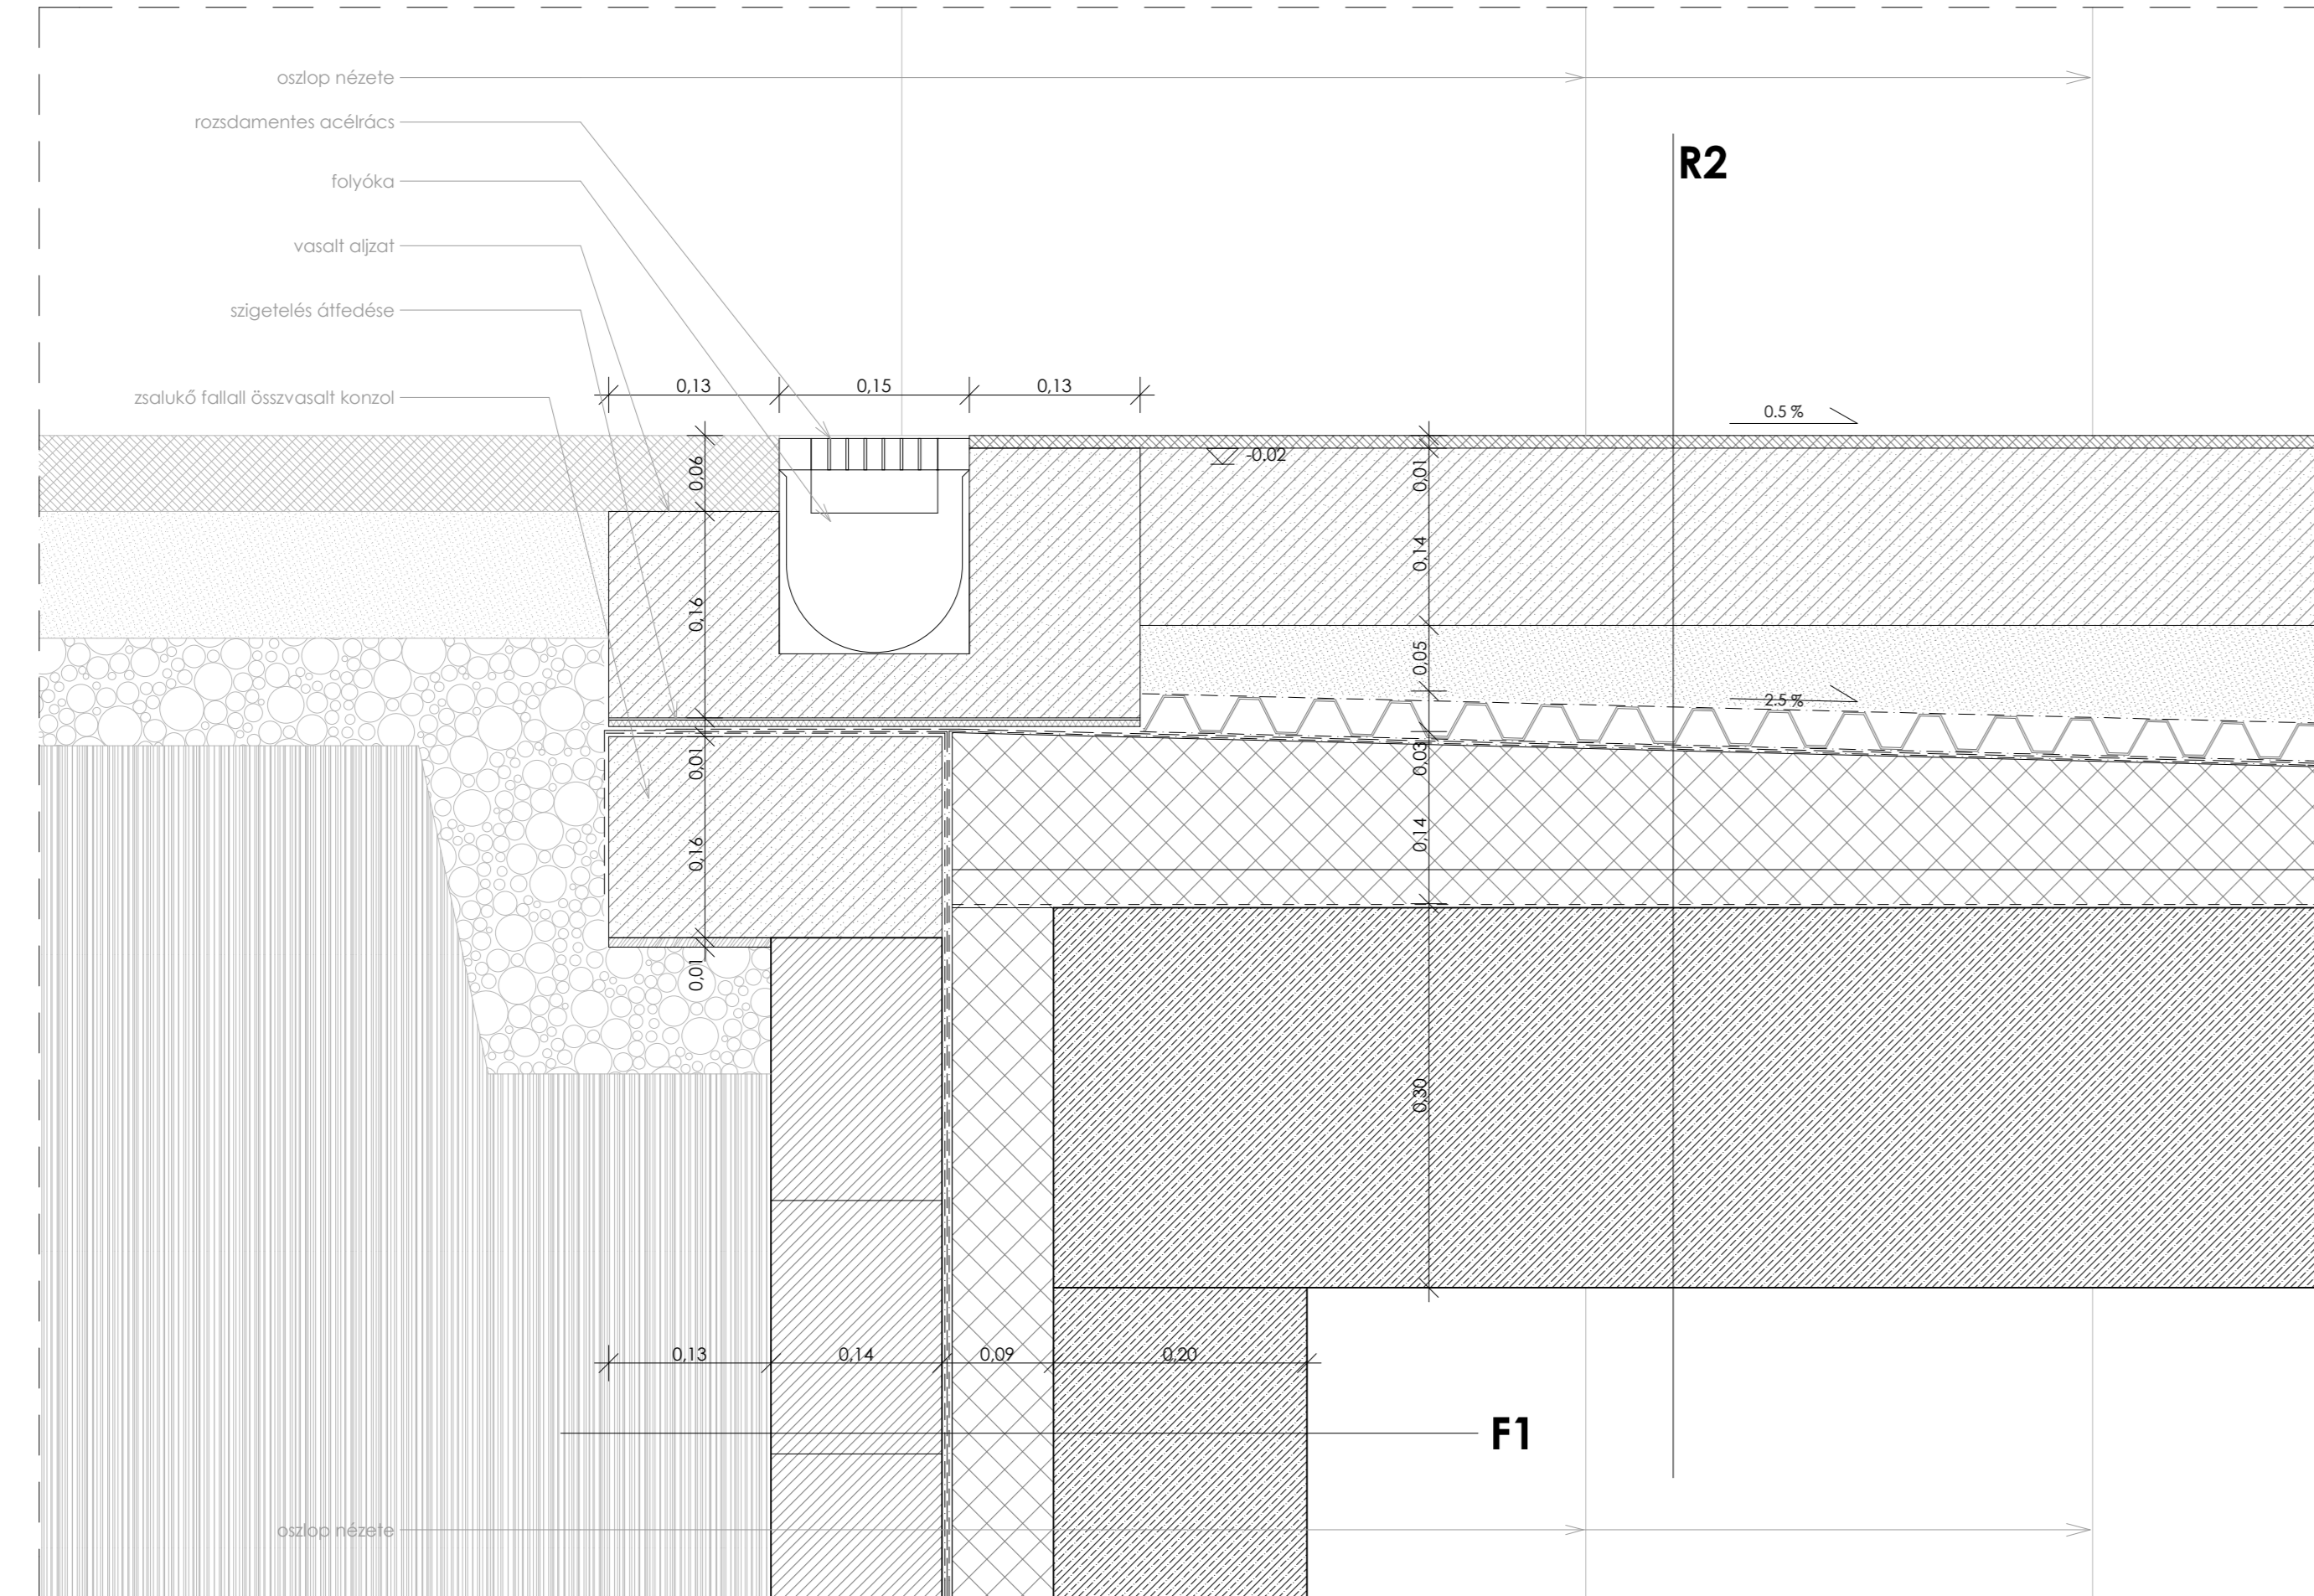 oszlop nézete
R2
rozsdamentes acélrács
folyóka
vasalt aljzat
szigetelés átfedése
zsalukő fallall összvasalt konzol
0,13
0,15
0,13
0.5 %
-0.02
0,06
0,01
0,16
0,14
0,05
2.5 %
0,01
0,03
0,16
0,14
0,01
0,30
0,13
0,14
0,09
0,20
F1
oszlop nézete